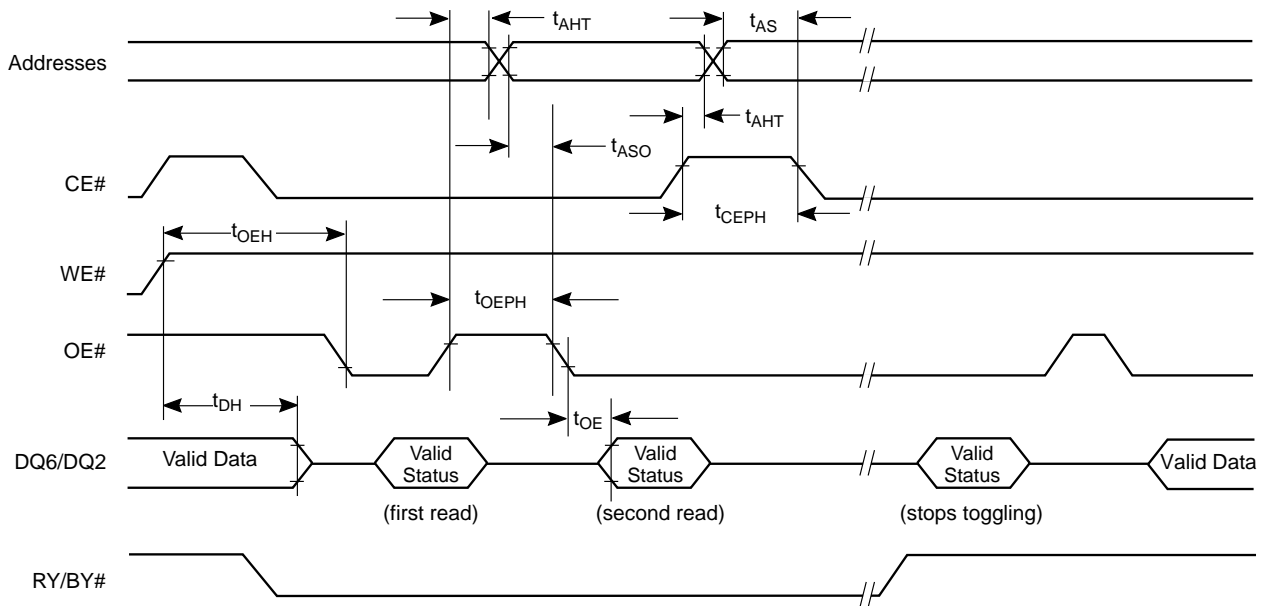 tAHT
tAS
Addresses
tAHT
tASO
CE#
tCEPH
tOEH
WE#
tOEPH
OE#
tDH
tOE
DQ6/DQ2
Valid Data
Valid
Status
Valid
Status
Valid
Status
Valid Data
(first read)
(second read)
(stops toggling)
RY/BY#